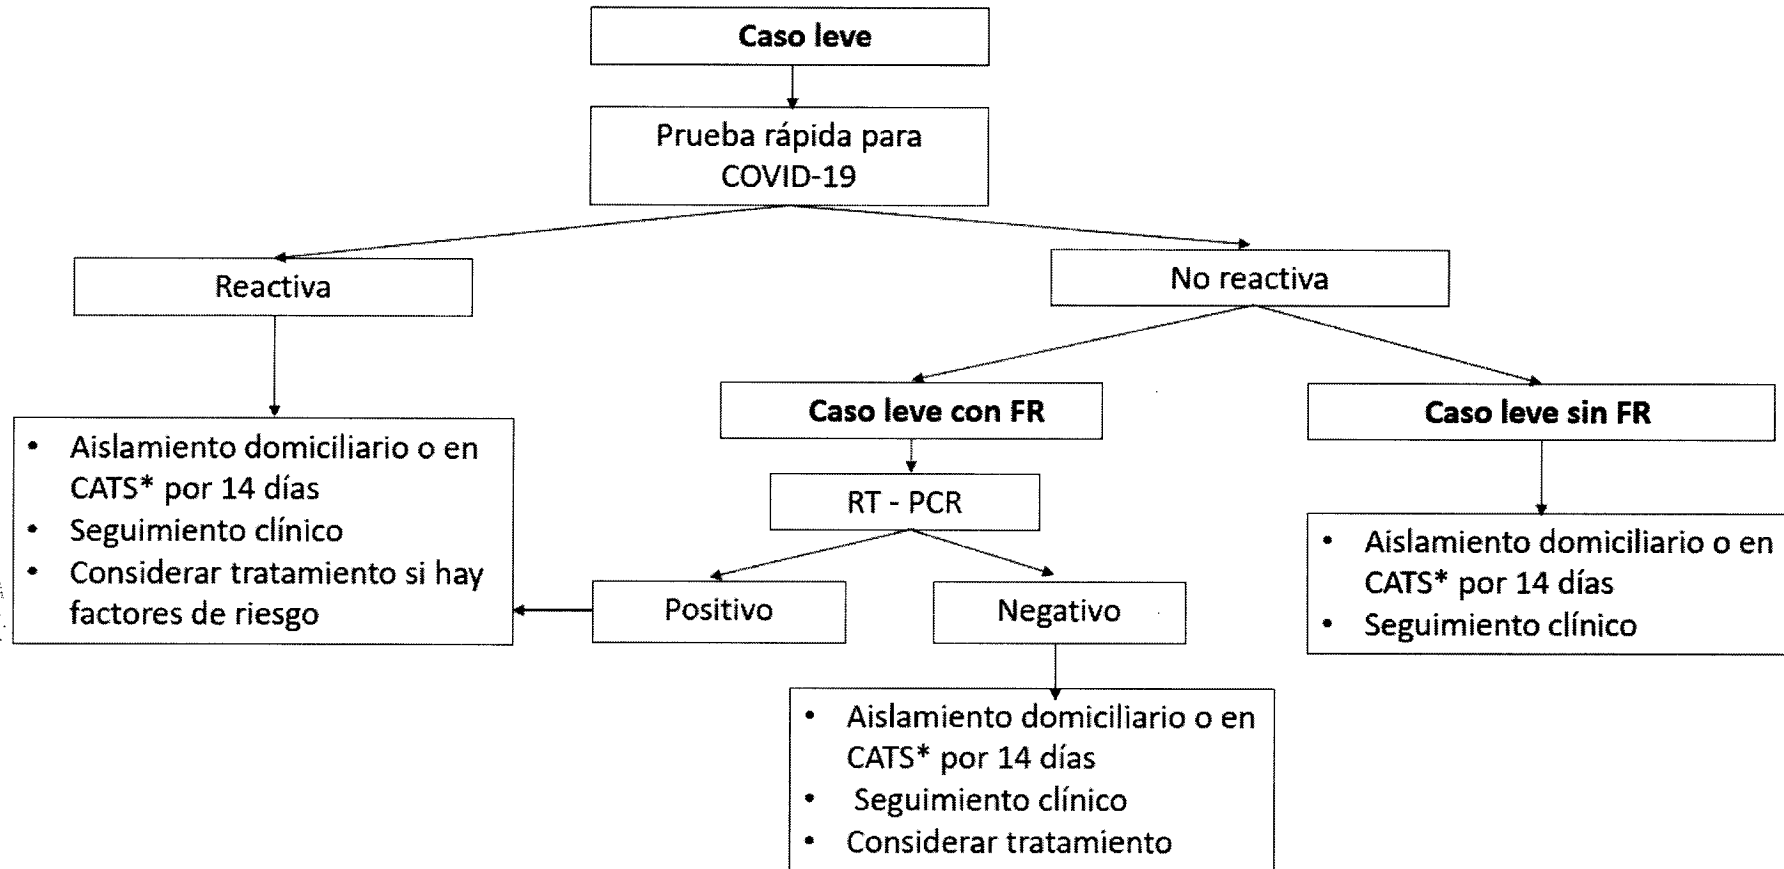 Caso leve
Prueba rápida para
COVID-19
Reactiva
No reactiva
Caso leve con FR
Caso leve sin FR
• Aislamiento domiciliario o en
CATS* por 14 días
• Seguimiento clínico
• Considerar tratamiento si hay
factores de riesgo
RT - PCR
Positivo
Negativo
• Aislamiento domiciliario o en
CATS* por 14 días
• Seguimiento clínico
• Aislamiento domiciliario o en
CATS* por 14 días
• Seguimiento clínico
• Considerar tratamiento